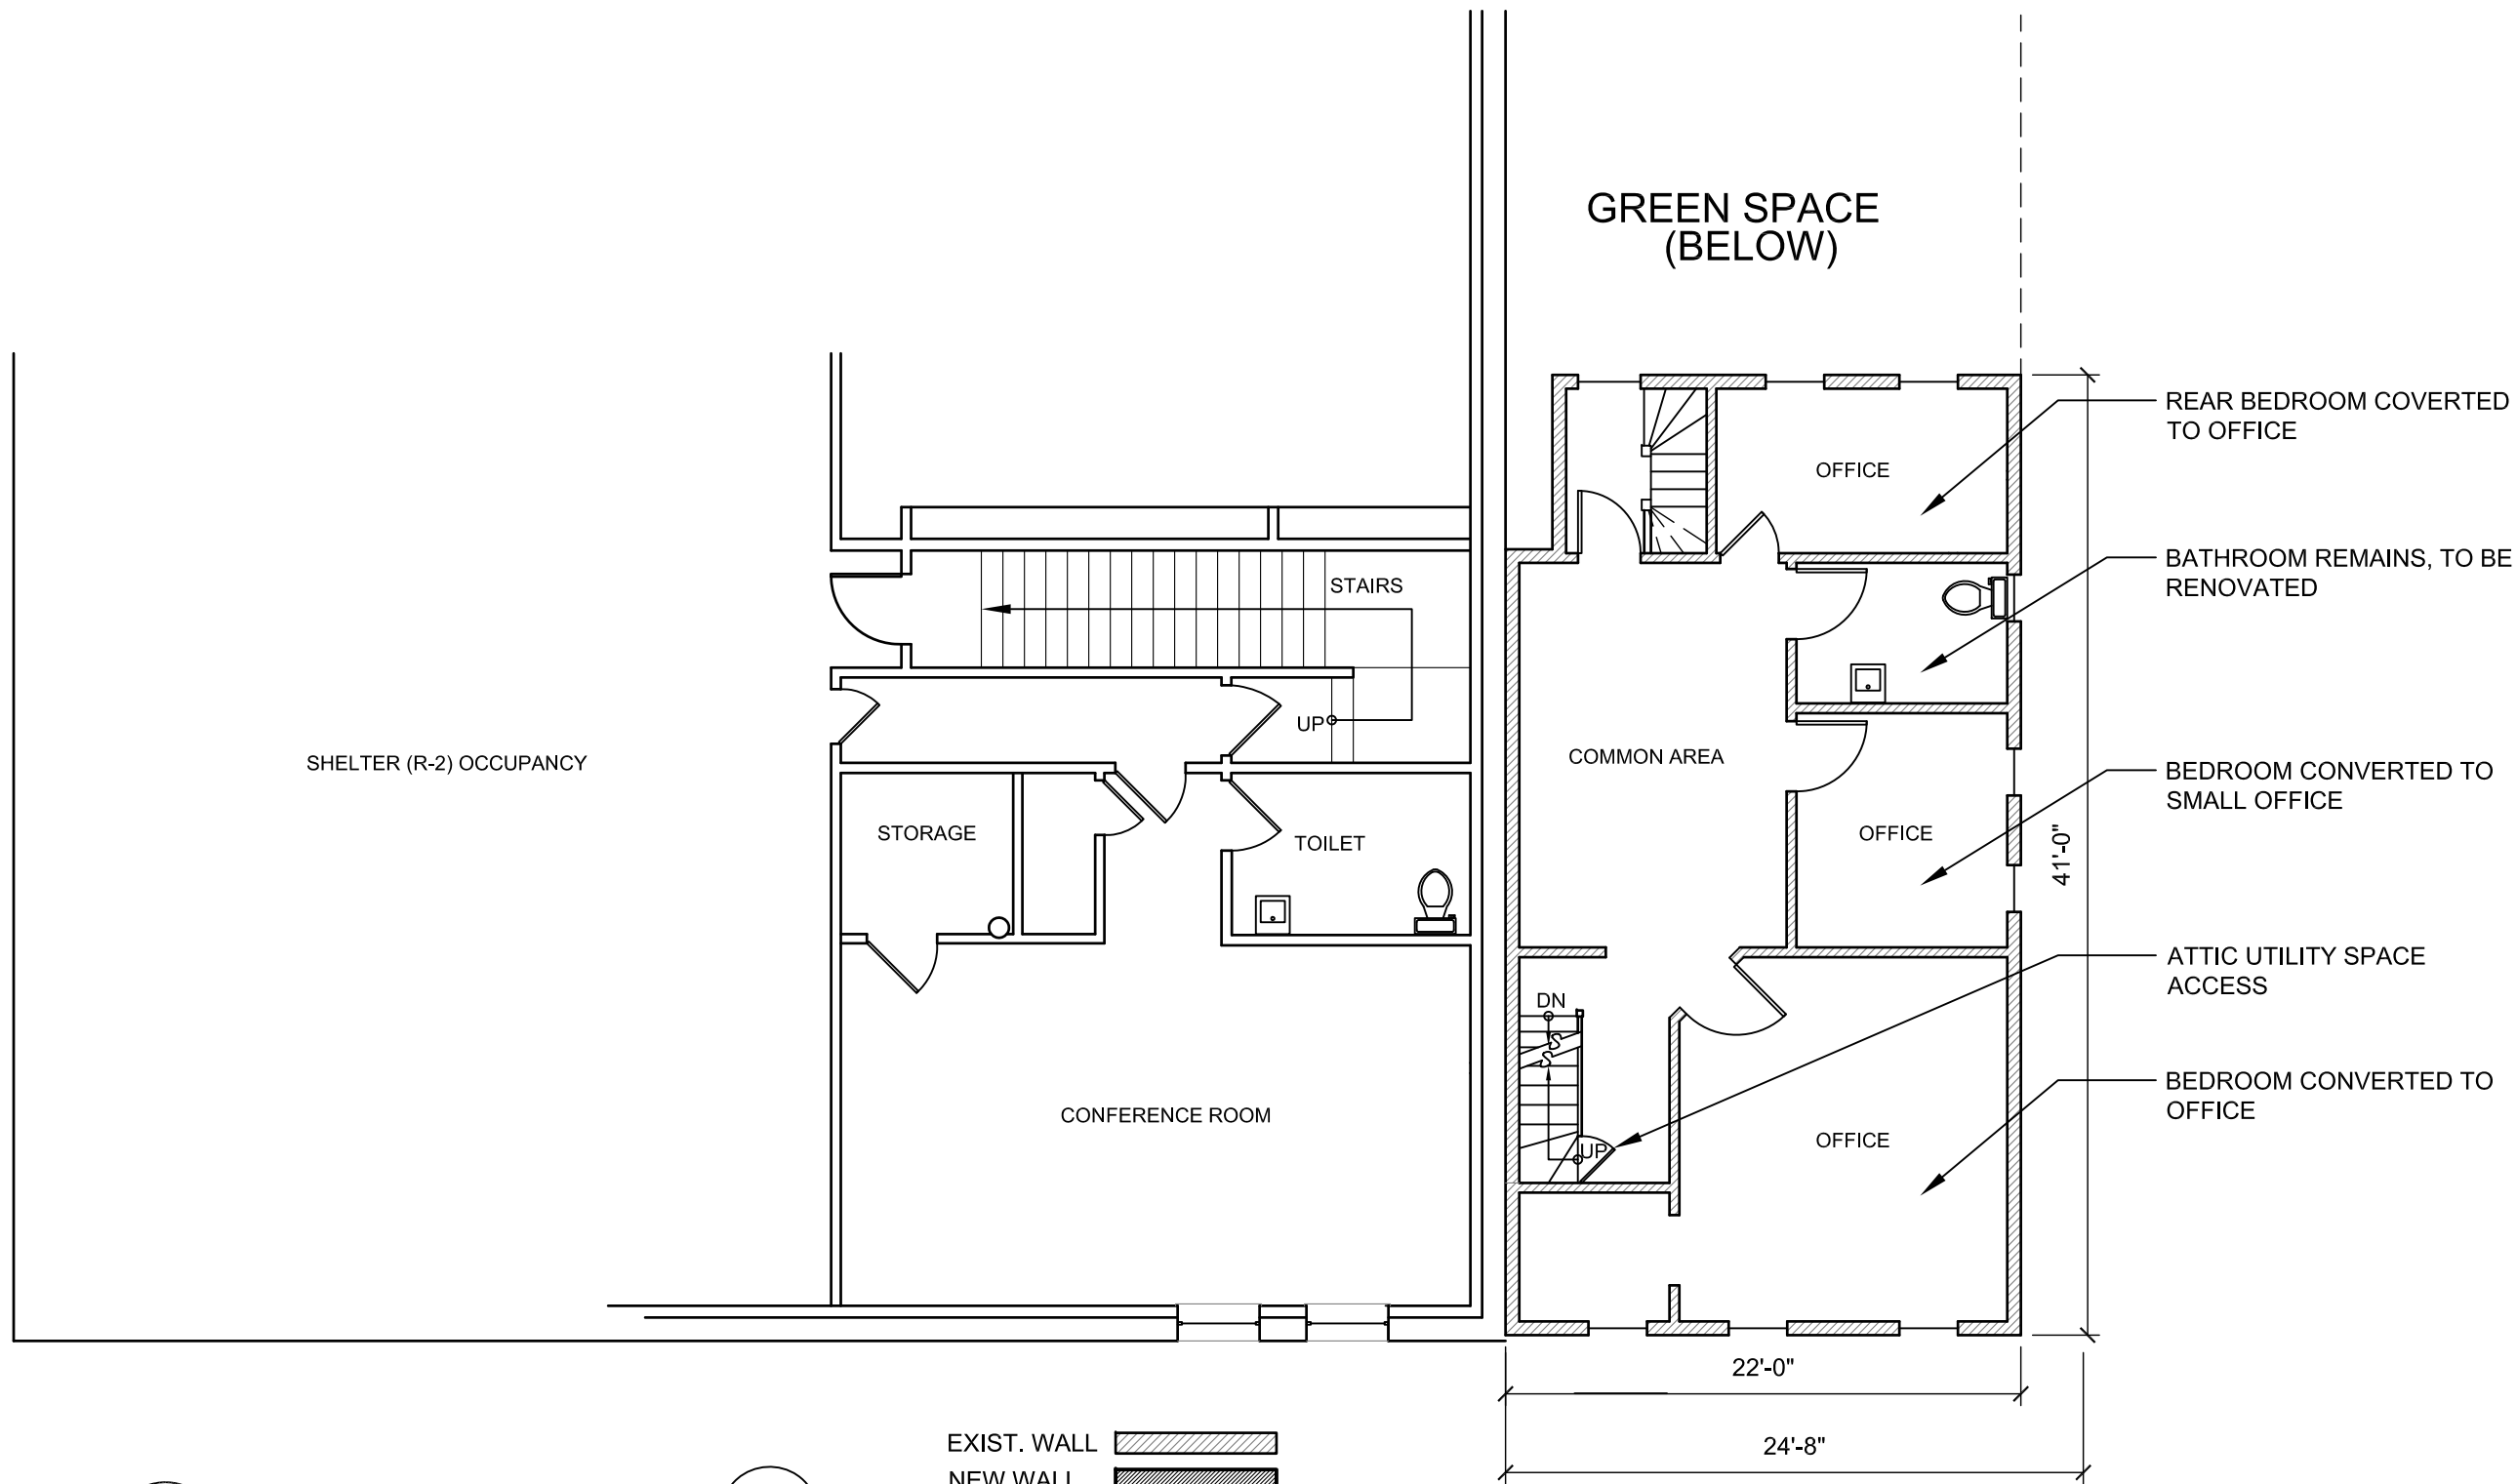 GREEN SPACE
(BELOW)
REAR BEDROOM COVERTED
TO OFFICE
OFFICE
BATHROOM REMAINS, TO BE
RENOVATED
STAIRS
UP
SHELTER (R-2) OCCUPANCY
COMMON AREA
BEDROOM CONVERTED TO
SMALL OFFICE
STORAGE
TOILET
OFFICE
41'-0"
ATTIC UTILITY SPACE
ACCESS
DN
BEDROOM CONVERTED TO
OFFICE
CONFERENCE ROOM
OFFICE
UP
22'-0"
EXIST. WALL
24'-8"
NEW WALL